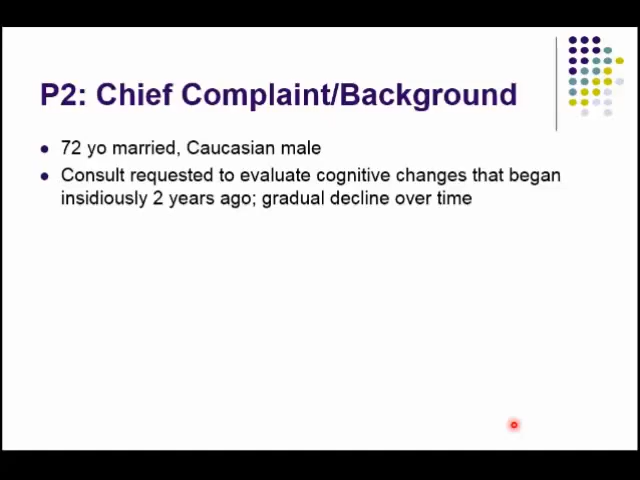 P2: Chief Complaint/Background
72 yo married, Caucasian male
Consult requested to evaluate cognitive changes that began
insidiously 2 years ago; gradual decline over time